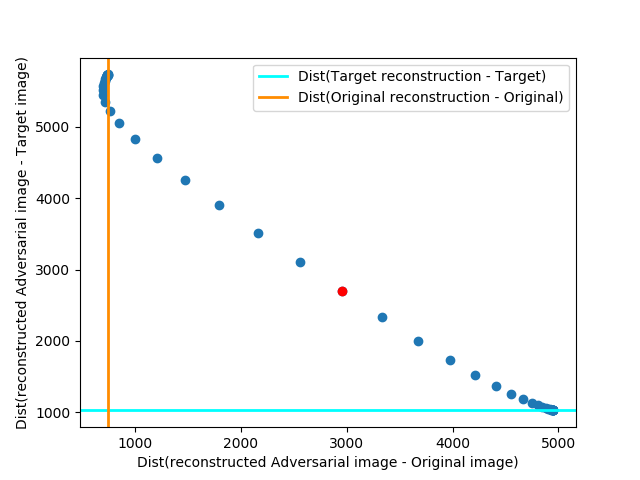 Dist(Target reconstruction - Target)
Dist(Original reconstruction - Original)
Dist(reconstructed Adversarial image - Target image)
5000
4000
3000
2000
1000
1000 2000 3000 4000 5000
Dist(reconstructed Adversarial image - Original image)